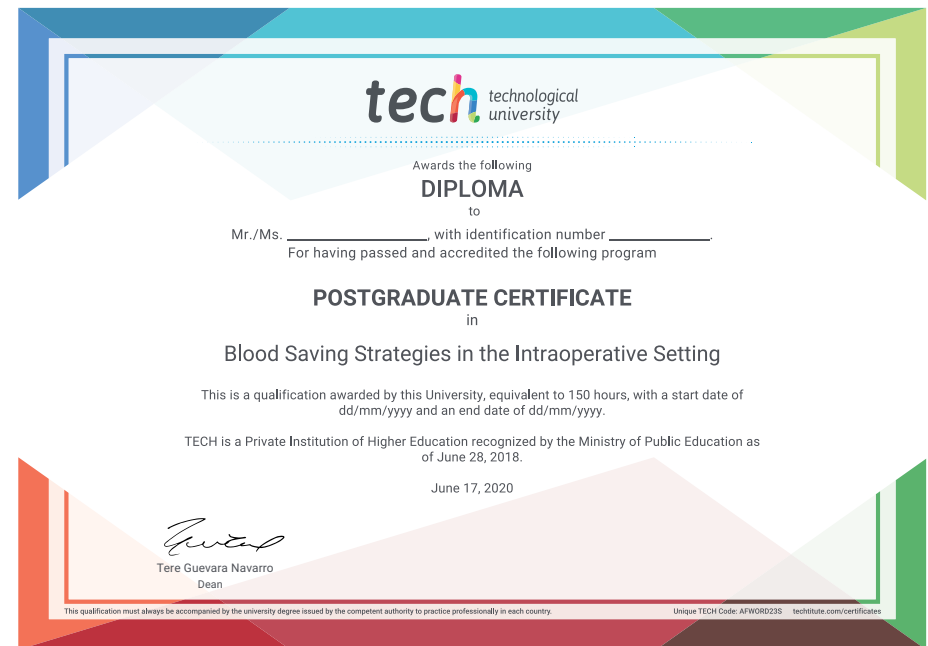 tech technological
university
Awards the following
DIPLOMA
to
Mr./Ms. ____________________, with identification number ______________.
For having passed and accredited the following program
POSTGRADUATE CERTIFICATE
in
Blood Saving Strategies in the Intraoperative Setting
This is a qualification awarded by this University, equivalent to 150 hours, with a start date of
dd/mm/yyyy and an end date of dd/mm/yyyy.
TECH is a Private Institution of Higher Education recognized by the Ministry of Public Education as
of June 28, 2018.
June 17, 2020
Tere Guevara Navarro
Dean
This qualification must always be accompanied by the university degree issued by the competent authority to practice professionally in each country.
Unique TECH Code: AFWORD23S techtitute.com/certificates